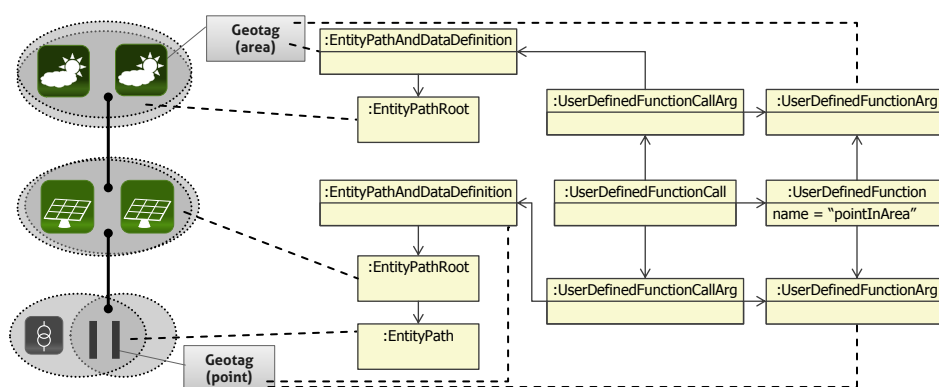 Geotag
(area)
:EntityPathAndDataDefinition
:EntityPathRoot
:UserDefinedFunctionCallArg
:UserDefinedFunctionArg
:EntityPathAndDataDefinition
:UserDefinedFunctionCall
:UserDefinedFunction
name = “pointInArea”
:EntityPathRoot
:UserDefinedFunctionCallArg
:UserDefinedFunctionArg
:EntityPath
Geotag
(point)